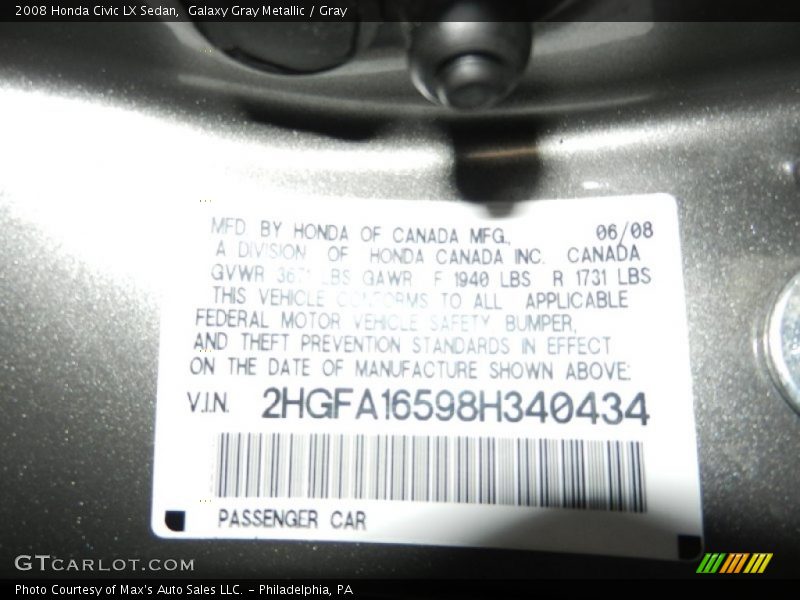 2008 Honda Civic LX Sedan, Galaxy Gray Metallic / Gray
MFD. BY HONDA OF CANADA MFG., 06/08
A DIVISION OF HONDA CANADA INC. CANADA
GVWR 3671 LBS GAWR F 1940 LBS R 1731 LBS
THIS VEHICLE CONFORMS TO ALL APPLICABLE
FEDERAL MOTOR VEHICLE SAFETY BUMPER,
AND THEFT PREVENTION STANDARDS IN EFFECT
ON THE DATE OF MANUFACTURE SHOWN ABOVE:
V.I.N. 2HGFA16598H340434
PASSENGER CAR
GTCARLOT.COM
Photo Courtesy of Max's Auto Sales LLC. - Philadelphia, PA